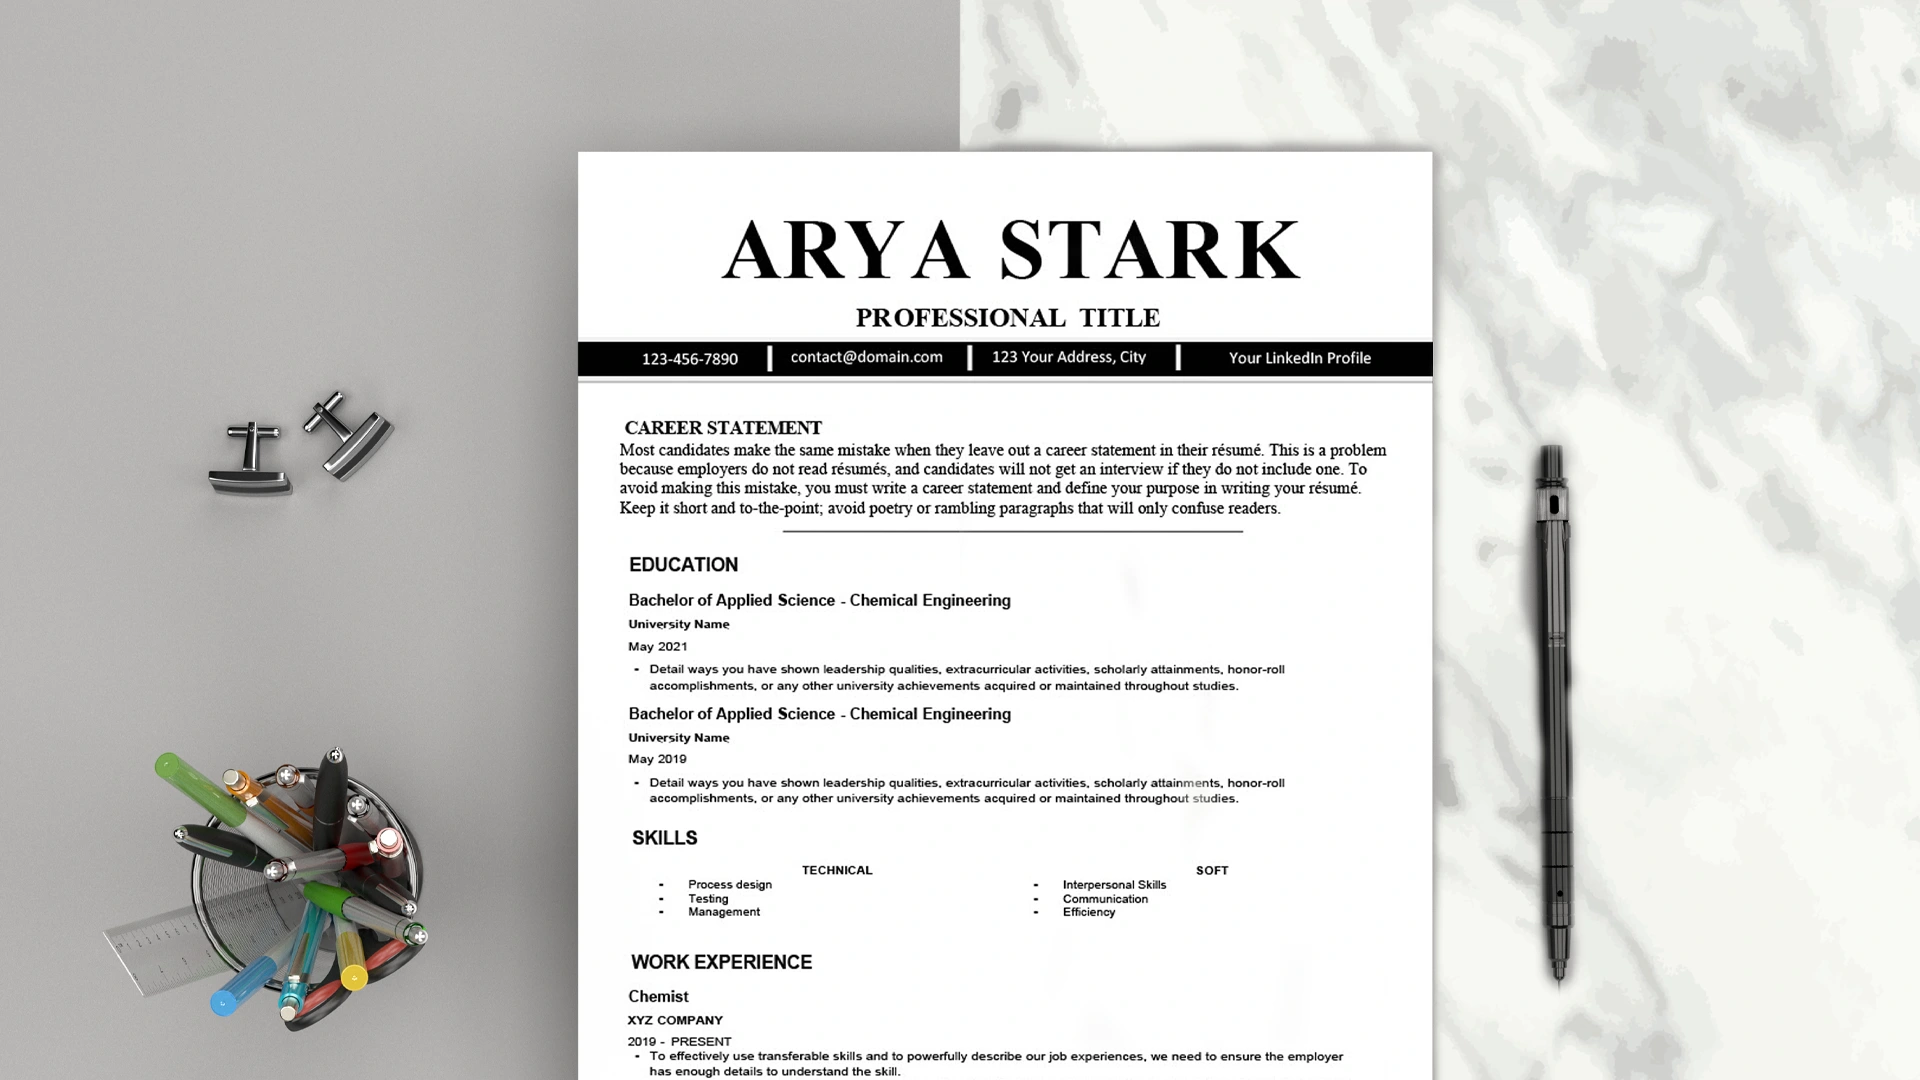 ARYA STARK
PROFESSIONAL TITLE
123-456-7890 contact@domain.com 123 Your Address, City Your LinkedIn Profile
CAREER STATEMENT
Most candidates make the same mistake when they leave out a career statement in their résumé. This is a problem
because employers do not read résumés, and candidates will not get an interview if they do not include one. To
avoid making this mistake, you must write a career statement and define your purpose in writing your résumé.
Keep it short and to-the-point; avoid poetry or rambling paragraphs that will only confuse readers.
EDUCATION
Bachelor of Applied Science - Chemical Engineering
University Name
May 2021
- Detail ways you have shown leadership qualities, extracurricular activities, scholarly attainments, honor-roll
accomplishments, or any other university achievements acquired or maintained throughout studies.
Bachelor of Applied Science - Chemical Engineering
University Name
May 2019
- Detail ways you have shown leadership qualities, extracurricular activities, scholarly attainments, honor-roll
accomplishments, or any other university achievements acquired or maintained throughout studies.
SKILLS
TECHNICAL SOFT
- Process design - Interpersonal Skills
- Testing - Communication
- Management - Efficiency
WORK EXPERIENCE
Chemist
XYZ COMPANY
2019 - PRESENT
- To effectively use transferable skills and to powerfully describe our job experiences, we need to ensure the employer
has enough details to understand the skill.